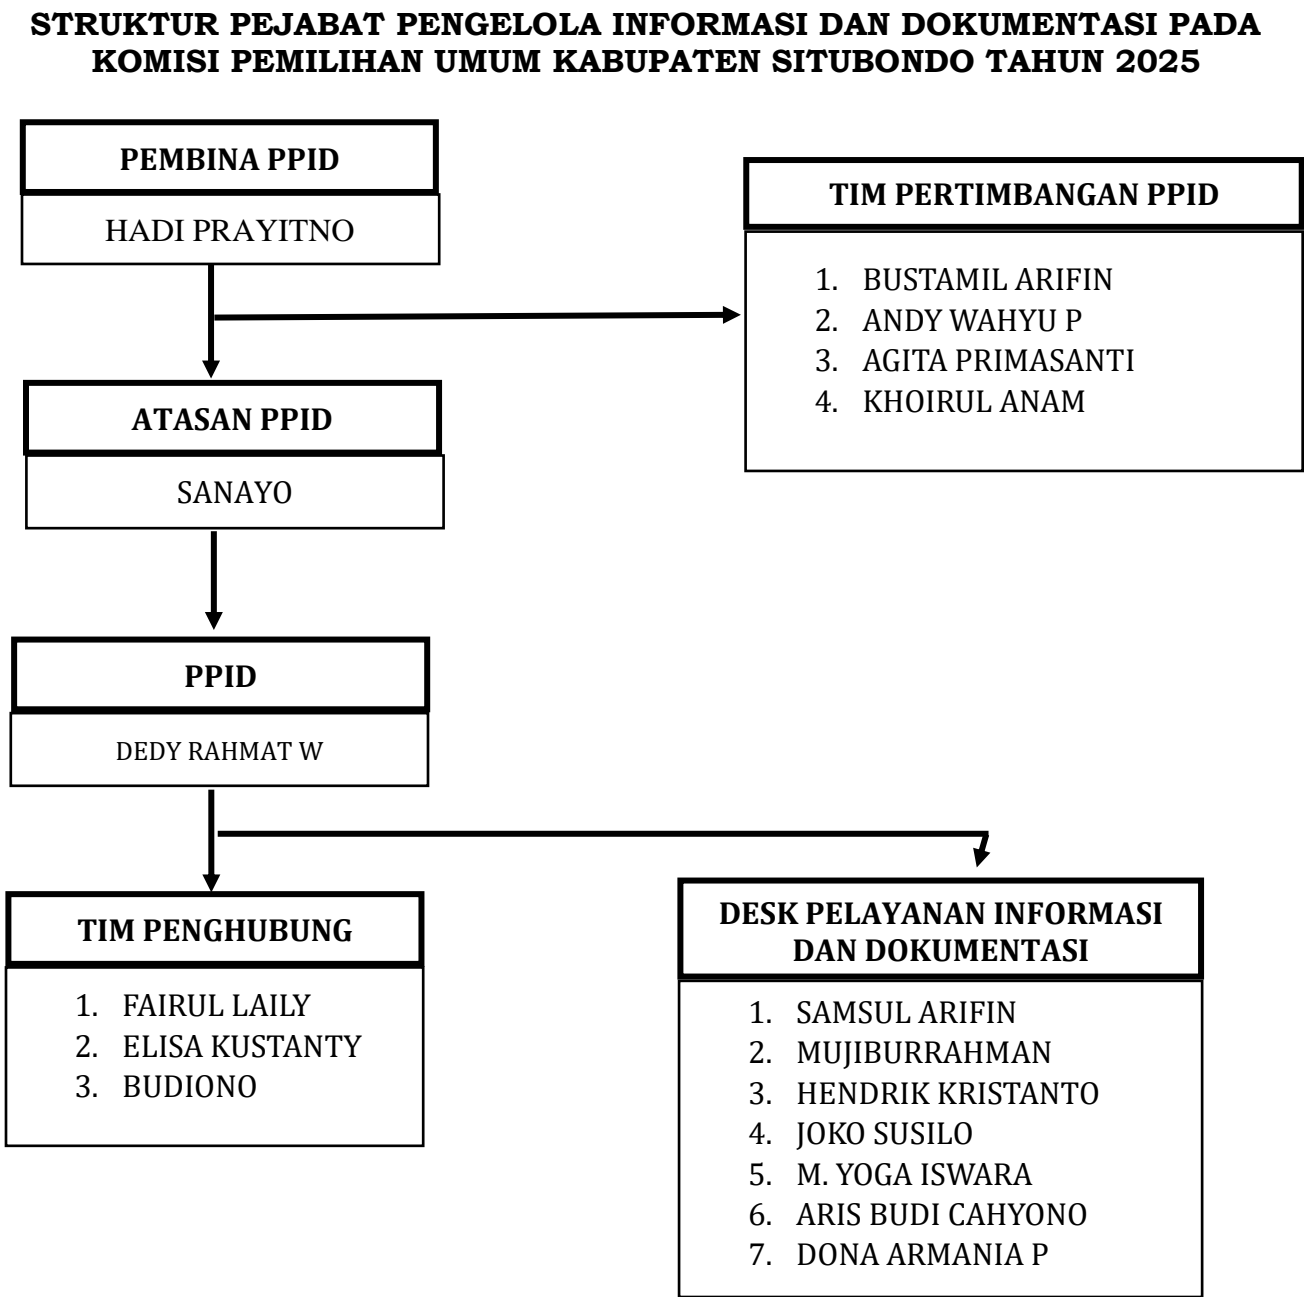 STRUKTUR PEJABAT PENGELOLA INFORMASI DAN DOKUMENTASI PADA
KOMISI PEMILIHAN UMUM KABUPATEN SITUBONDO TAHUN 2025
PEMBINA PPID
HADI PRAYITNO
TIM PERTIMBANGAN PPID
1. BUSTAMIL ARIFIN
2. ANDY WAHYU P
3. AGITA PRIMASANTI
4. KHOIRUL ANAM
ATASAN PPID
SANAYO
PPID
DEDY RAHMAT W
TIM PENGHUBUNG
1. FAIRUL LAILY
2. ELISA KUSTANTY
3. BUDIONO
DESK PELAYANAN INFORMASI
DAN DOKUMENTASI
1. SAMSUL ARIFIN
2. MUJIBURRAHMAN
3. HENDRIK KRISTANTO
4. JOKO SUSILO
5. M. YOGA ISWARA
6. ARIS BUDI CAHYONO
7. DONA ARMANIA P